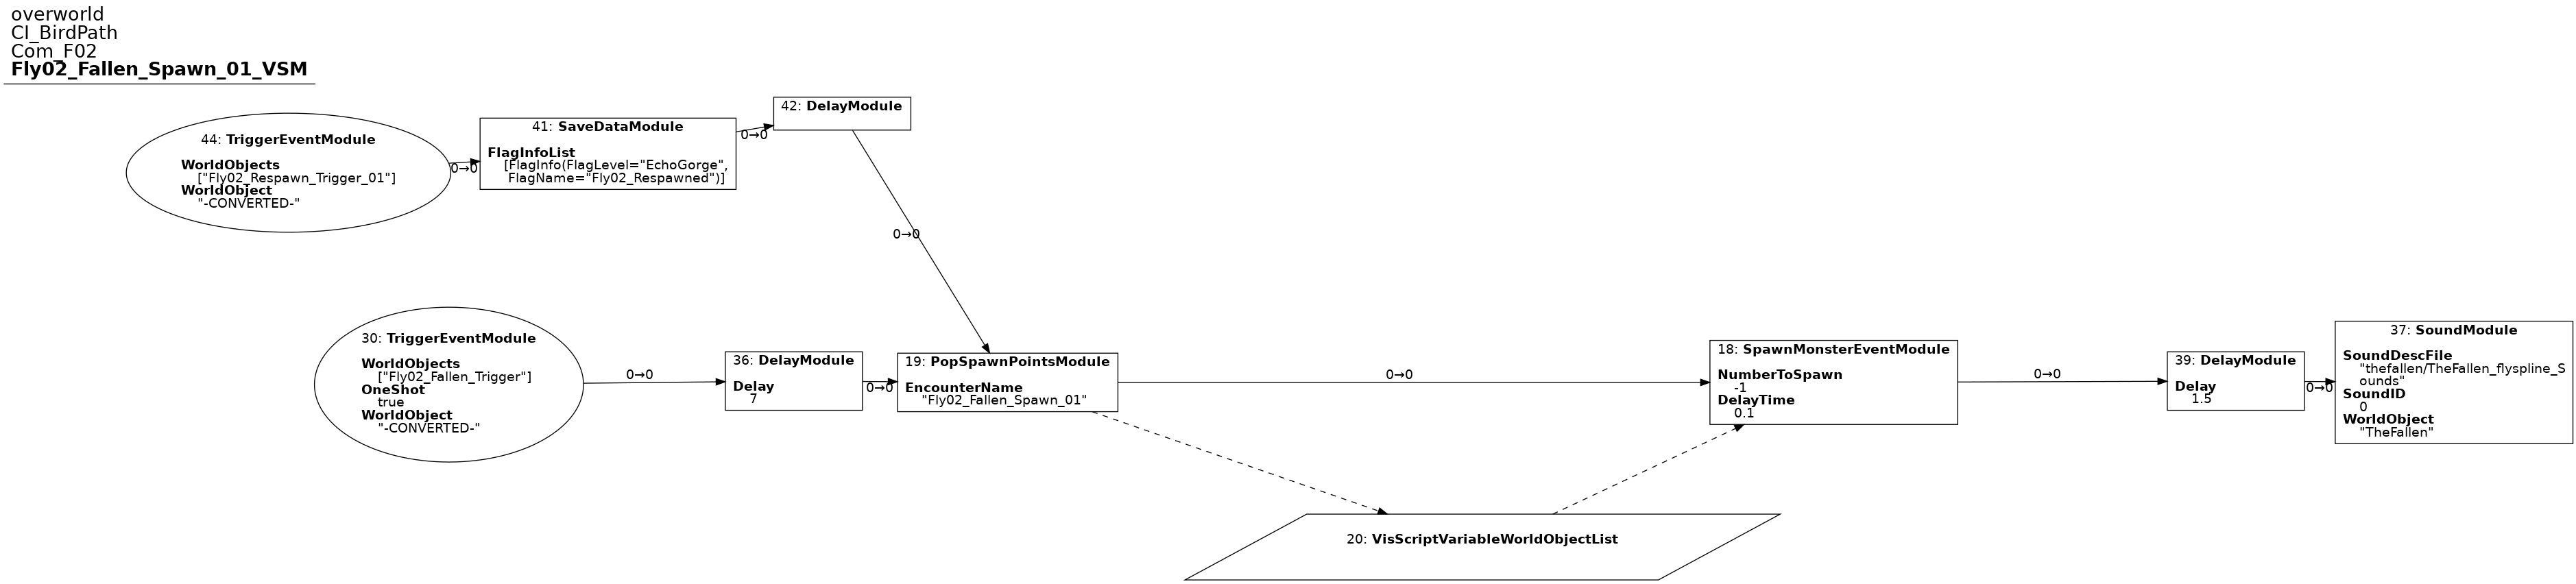 overworld
CI_BirdPath
Com_F02
Fly02_Fallen_Spawn_01_VSM
44: TriggerEventModule
WorldObjects
["Fly02_Respawn_Trigger_01"]
WorldObject
"-CONVERTED-"
0→0
41: SaveDataModule
FlagInfoList
[FlagInfo(FlagLevel="EchoGorge",
FlagName="Fly02_Respawned")]
0→0
42: DelayModule
0→0
30: TriggerEventModule
WorldObjects
["Fly02_Fallen_Trigger"]
OneShot
true
WorldObject
"-CONVERTED-"
0→0
36: DelayModule
Delay
7
0→0
19: PopSpawnPointsModule
EncounterName
"Fly02_Fallen_Spawn_01"
0→0
18: SpawnMonsterEventModule
NumberToSpawn
-1
DelayTime
0.1
0→0
39: DelayModule
Delay
1.5
0→0
37: SoundModule
SoundDescFile
"thefallen/TheFallen_flyspline_S
ounds"
SoundID
0
WorldObject
"TheFallen"
20: VisScriptVariableWorldObjectList